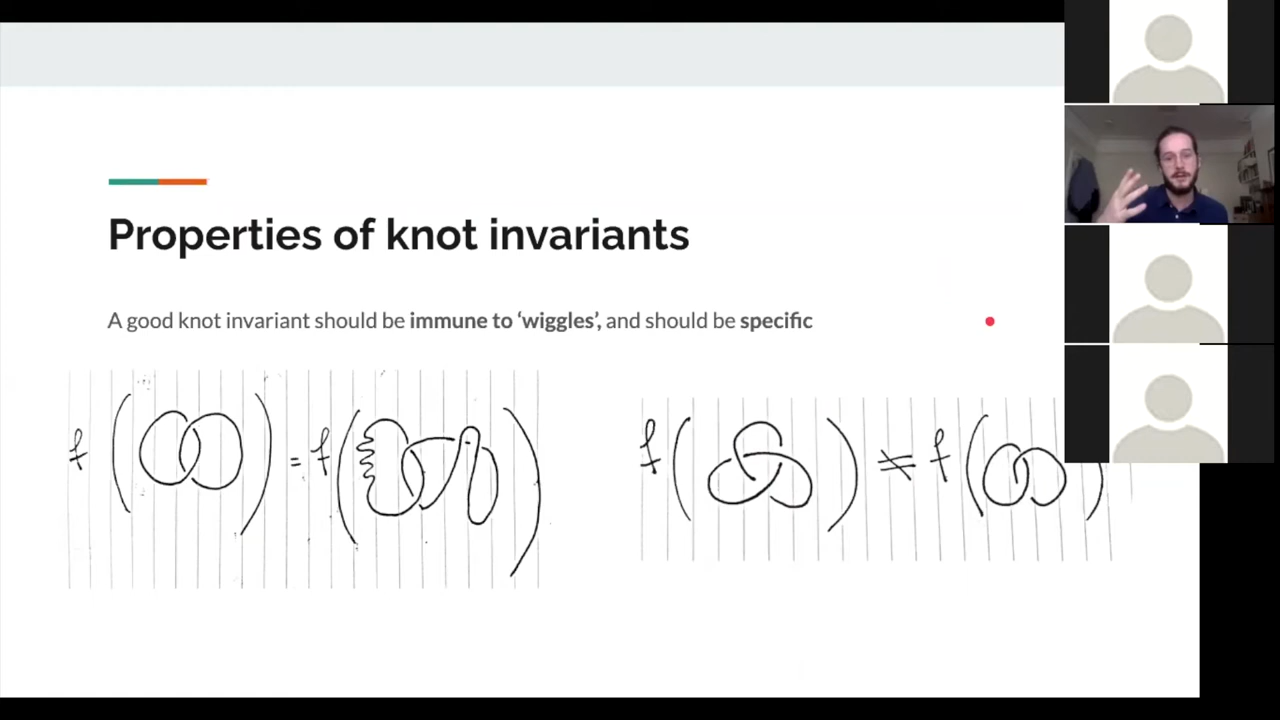 Properties of knot invariants
A good knot invariant should be immune to ‘wiggles’, and should be specific
f ( ) = f ( )
f ( ) ≠ f ( )